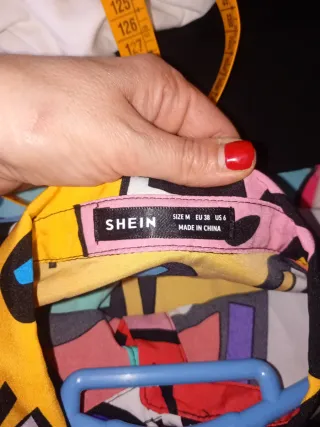 125
126
127
SHEIN
SIZE M EU 38 US 6
MADE IN CHINA